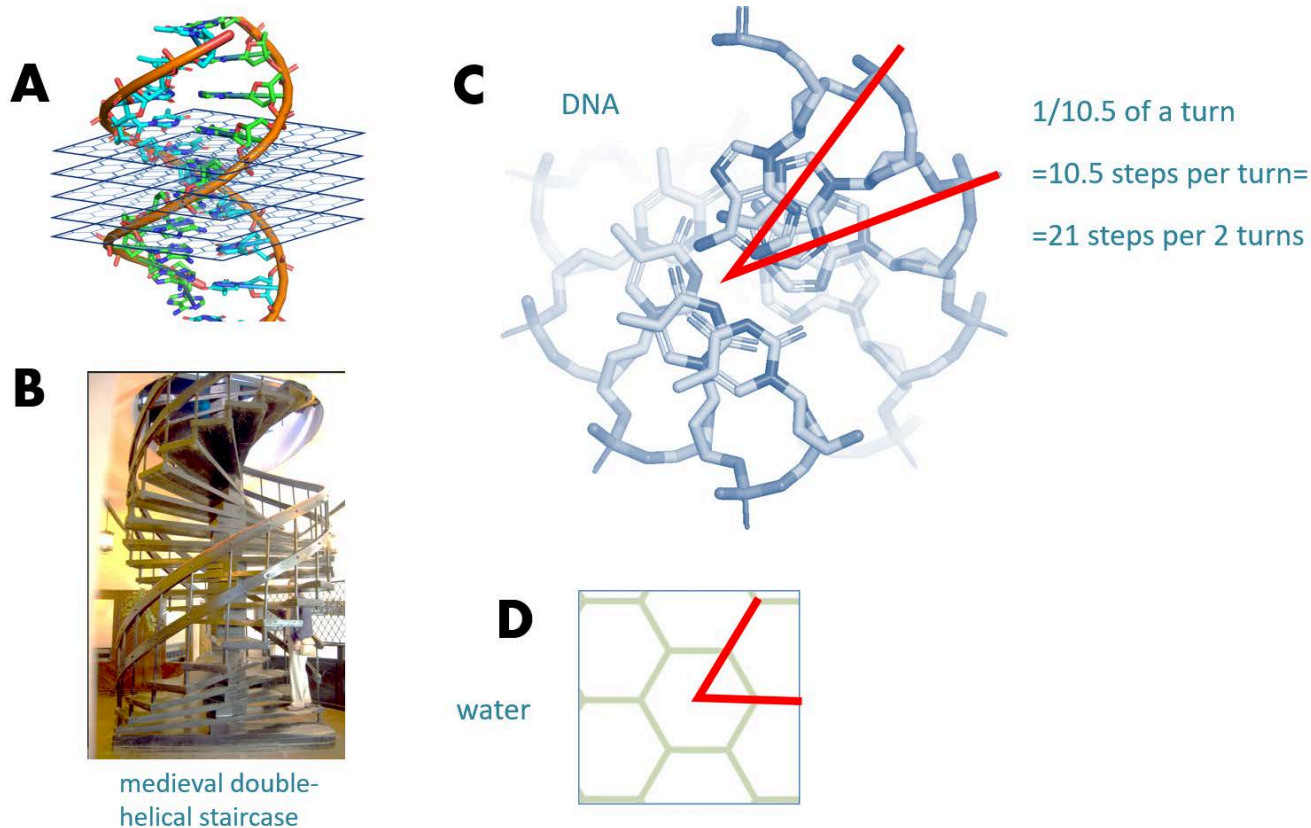 A
C
DNA
1/10.5 of a turn
=10.5 steps per turn=
=21 steps per 2 turns
B
medieval double-
helical staircase
D
water